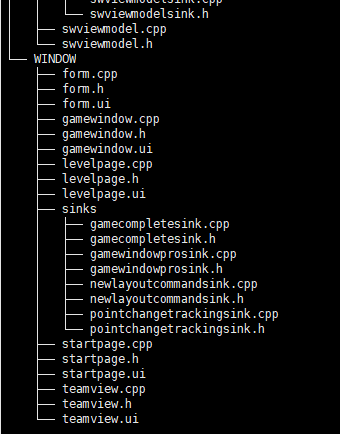 swviewmodelsink.cpp
swviewmodelsink.h
swviewmodel.cpp
swviewmodel.h
WINDOW
form.cpp
form.h
form.ui
gamewindow.cpp
gamewindow.h
gamewindow.ui
levelpage.cpp
levelpage.h
levelpage.ui
sinks
gamecompletesink.cpp
gamecompletesink.h
gamewindowprosink.cpp
gamewindowprosink.h
newlayoutcommandsink.cpp
newlayoutcommandsink.h
pointchangetrackingsink.cpp
pointchangetrackingsink.h
startpage.cpp
startpage.h
startpage.ui
teamview.cpp
teamview.h
teamview.ui